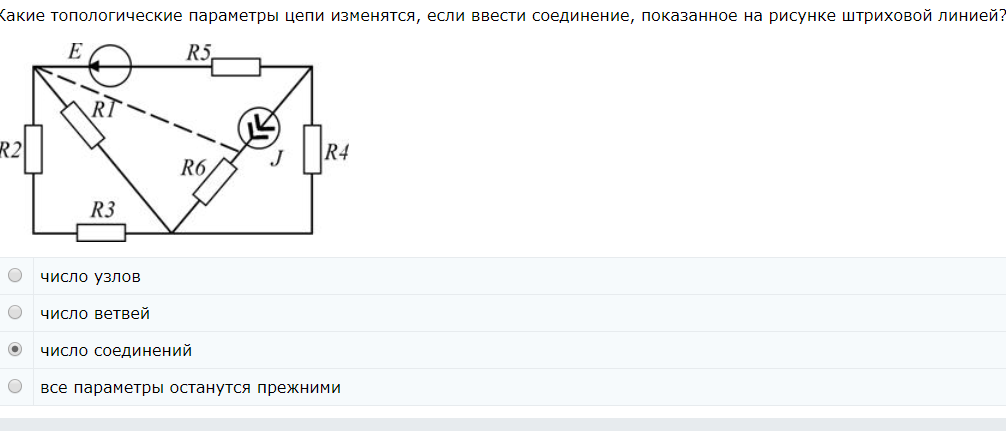 Какие топологические параметры цепи изменятся, если ввести соединение, показанное на рисунке штриховой линией?
E
R5
R1
R2
R6
J
R4
R3
число узлов
число ветвей
число соединений
все параметры останутся прежними